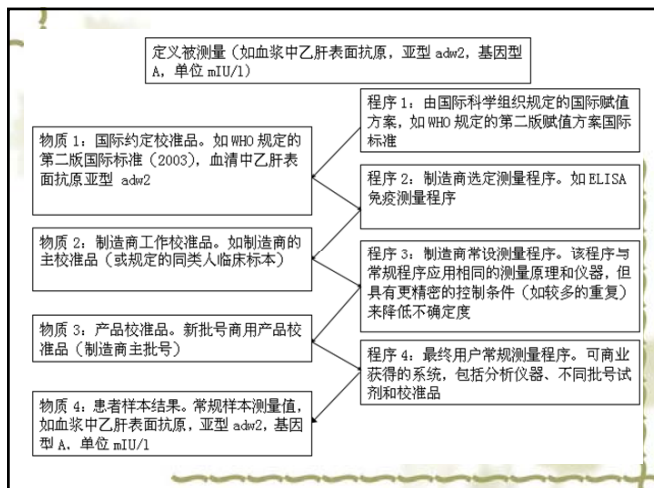 定义被测量（如血浆中乙肝表面抗原，亚型 adw2，基因型
A，单位 mIU/l）
程序 1：由国际科学组织规定的国际赋值
方案，如 WHO 规定的第二版赋值方案国际
标准
物质 1：国际约定校准品。如 WHO 规定的
第二版国际标准（2003），血清中乙肝表
面抗原亚型 adw2
程序 2：制造商选定测量程序。如 ELISA
免疫测量程序
物质 2：制造商工作校准品。如制造商的
主校准品（或规定的同类人临床标本）
程序 3：制造商常设测量程序。该程序与
常规程序应用相同的测量原理和仪器，但
具有更精密的控制条件（如较多的重复）
来降低不确定度
物质 3：产品校准品。新批号商用产品校
准品（制造商主批号）
程序 4：最终用户常规测量程序。可商业
获得的系统，包括分析仪器、不同批号试
剂和校准品
物质 4：患者样本结果。常规样本测量值，
如血浆中乙肝表面抗原，亚型 adw2，基因
型 A．单位 mIU/l